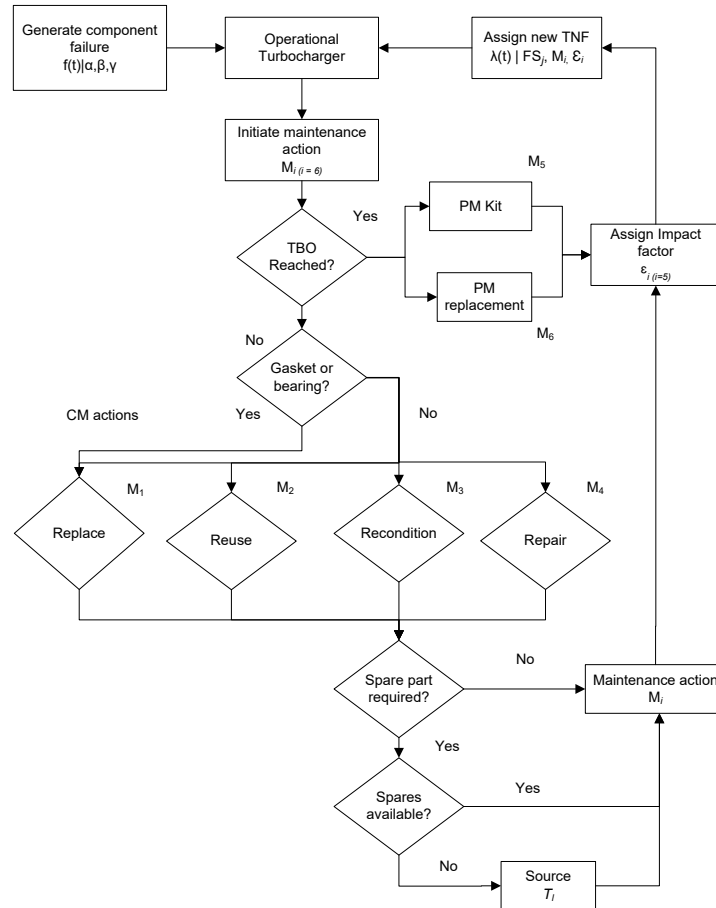 Generate component
failure
f(t)|α,β,γ
Operational
Turbocharger
Assign new TNF
λ(t) | FSj, Mi, Ɛi
Initiate maintenance
action
Mi (i = 6)
M5
Yes
PM Kit
TBO
Reached?
Assign Impact
factor
εi (i=5)
PM
replacement
M6
No
Gasket or
bearing?
CM actions
Yes
No
M1
M2
M3
M4
Replace
Reuse
Recondition
Repair
No
Spare part
required?
Maintenance action
Mi
Yes
Spares
available?
Yes
No
Source
Tl